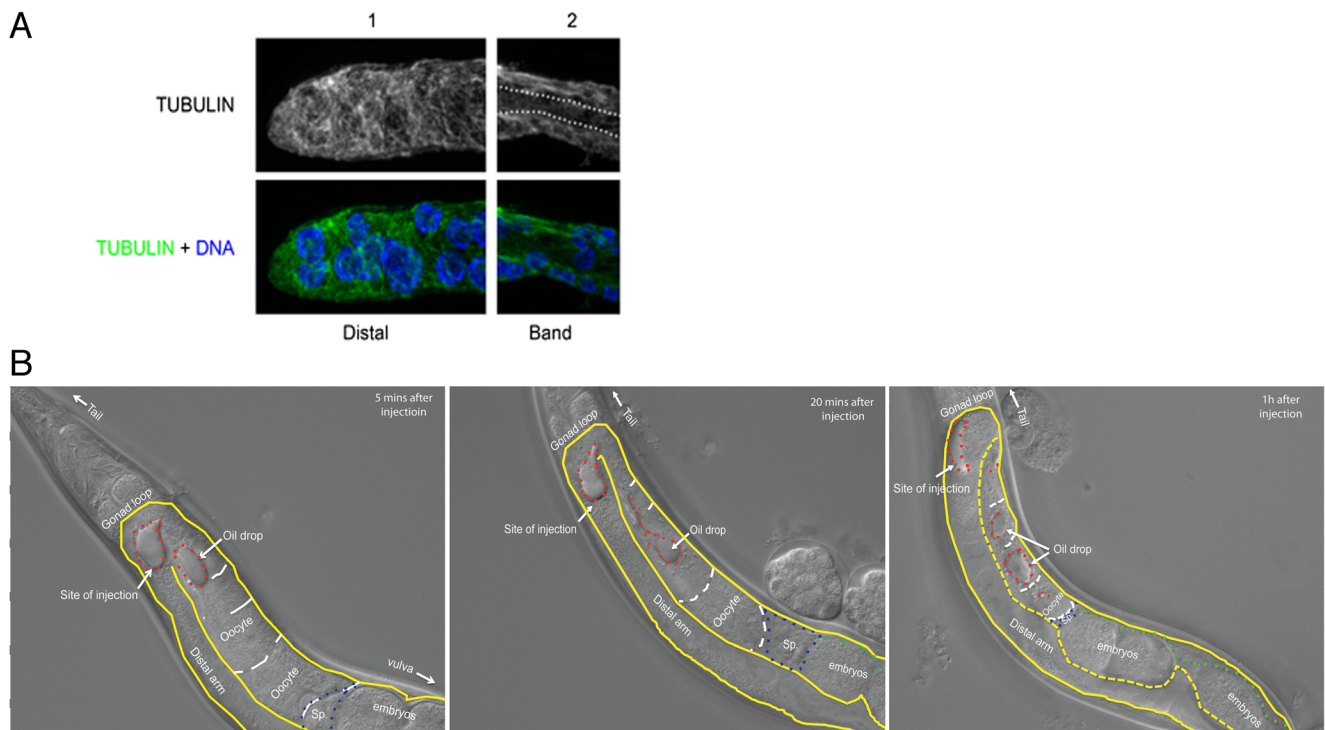 A
1
2
TUBULIN
TUBULIN + DNA
Distal
Band
B
5 mins after
injectioin
Tail
Gonad loop
Oil drop
Site of injection
Oocyte
Distal arm
Oocyte
vulva
Sp.
embryos
20 mins after
injection
Tail
Gonad loop
Site of injection
Oil drop
Distal arm
Oocyte
Sp.
embryos
1h after
injection
Tail
Gonad loop
Site of injection
Oil drop
Oocyte
Sp.
Distal arm
embryos
embryos